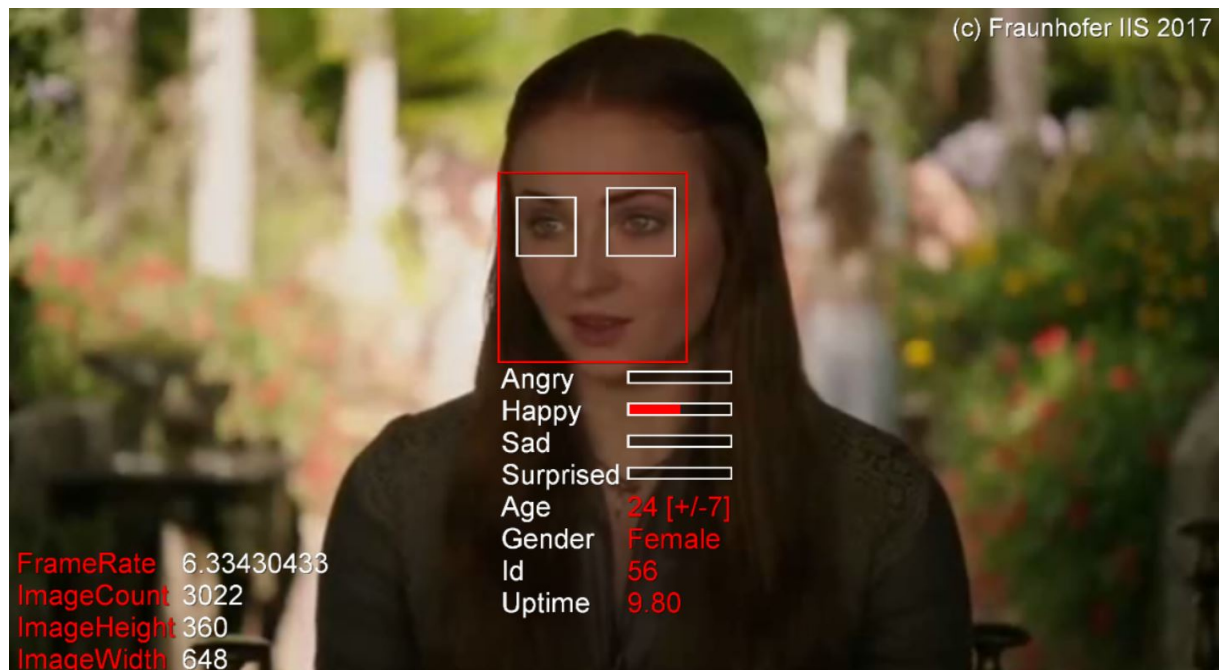 (c) Fraunhofer IIS 2017
Angry
Happy
Sad
Surprised
Age 24 [+/-7]
Gender Female
Id 56
Uptime 9.80
FrameRate 6.33430433
ImageCount 3022
ImageHeight 360
ImageWidth 648